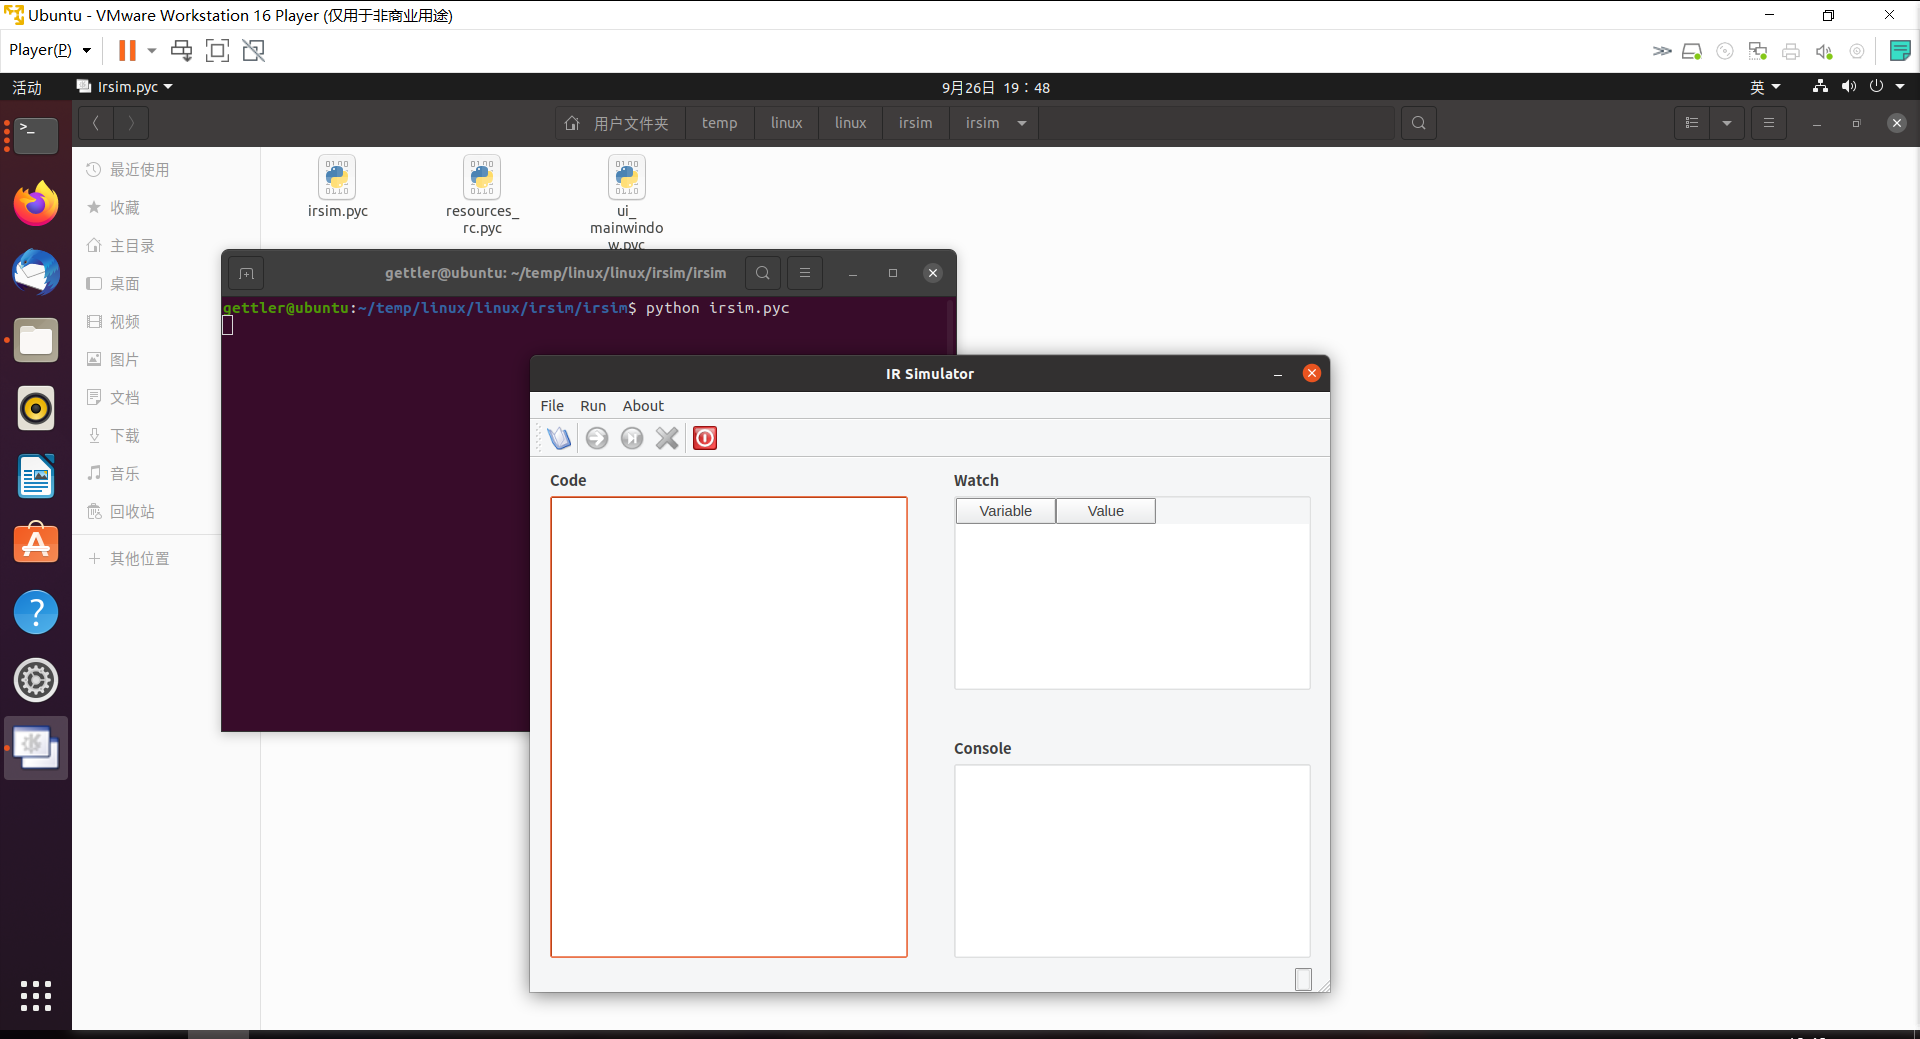 Ubuntu - VMware Workstation 16 Player (仅用于非商业用途)
Player(P)
活动
Irsim.pyc
9月26日 19：48
英
用户文件夹
temp
linux
linux
irsim
irsim
最近使用
收藏
主目录
桌面
视频
图片
文档
下载
音乐
回收站
其他位置
irsim.pyc
resources_
rc.pyc
ui_
mainwindo
w.pyc
gettler@ubuntu: ~/temp/linux/linux/irsim/irsim
gettler@ubuntu:~/temp/linux/linux/irsim/irsim$ python irsim.pyc
IR Simulator
File Run About
Code
Watch
Variable Value
Console